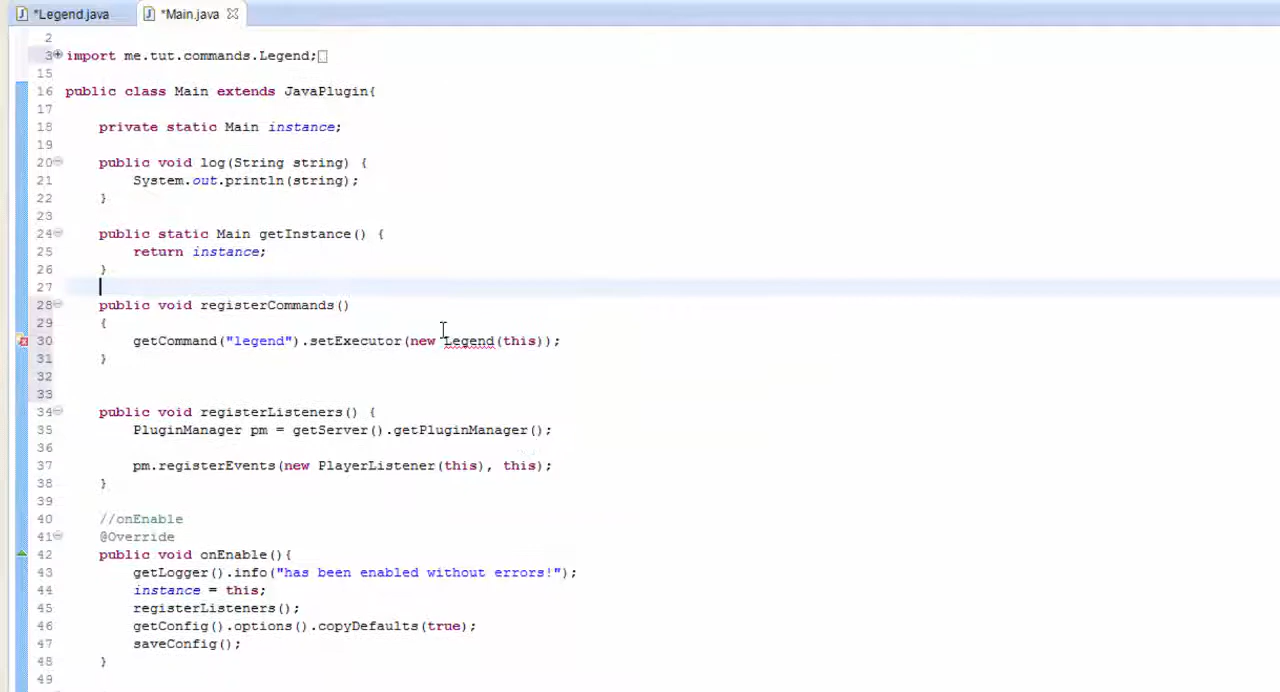 *Legend.java
*Main.java
2
3 import me.tut.commands.Legend;
15
16 public class Main extends JavaPlugin{
17
18 private static Main instance;
19
20 public void log(String string) {
21 System.out.println(string);
22 }
23
24 public static Main getInstance() {
25 return instance;
26 }
27
28 public void registerCommands()
29 {
30 getCommand("legend").setExecutor(new Legend(this));
31 }
32
33
34 public void registerListeners() {
35 PluginManager pm = getServer().getPluginManager();
36
37 pm.registerEvents(new PlayerListener(this), this);
38 }
39
40 //onEnable
41 @Override
42 public void onEnable(){
43 getLogger().info("has been enabled without errors!");
44 instance = this;
45 registerListeners();
46 getConfig().options().copyDefaults(true);
47 saveConfig();
48 }
49